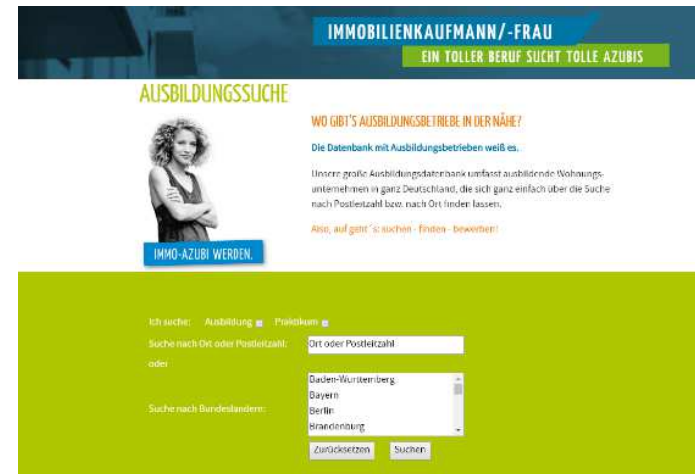 IMMOBILIENKAUFMANN/-FRAU
EIN TOLLER BERUF SUCHT TOLLE AZUBIS
AUSBILDUNGSSUCHE
WO GIBT'S AUSBILDUNGSBETRIEBE IN DER NÄHE?
Die Datenbank mit Ausbildungsbetrieben weiß es.
Unsere große Ausbildungsdatenbank umfasst ausbildende Wohnungs-
unternehmen in ganz Deutschland, die sich ganz einfach über die Suche
nach Postleitzahl bzw. nach Ort finden lassen.
Also, auf geht´s: suchen - finden - bewerben!
IMMO-AZUBI WERDEN.
Ich suche: Ausbildung Praktikum
Suche nach Ort oder Postleitzahl: Ort oder Postleitzahl
oder
Suche nach Bundesländern:
Baden-Württemberg
Bayern
Berlin
Brandenburg
Zurücksetzen Suchen